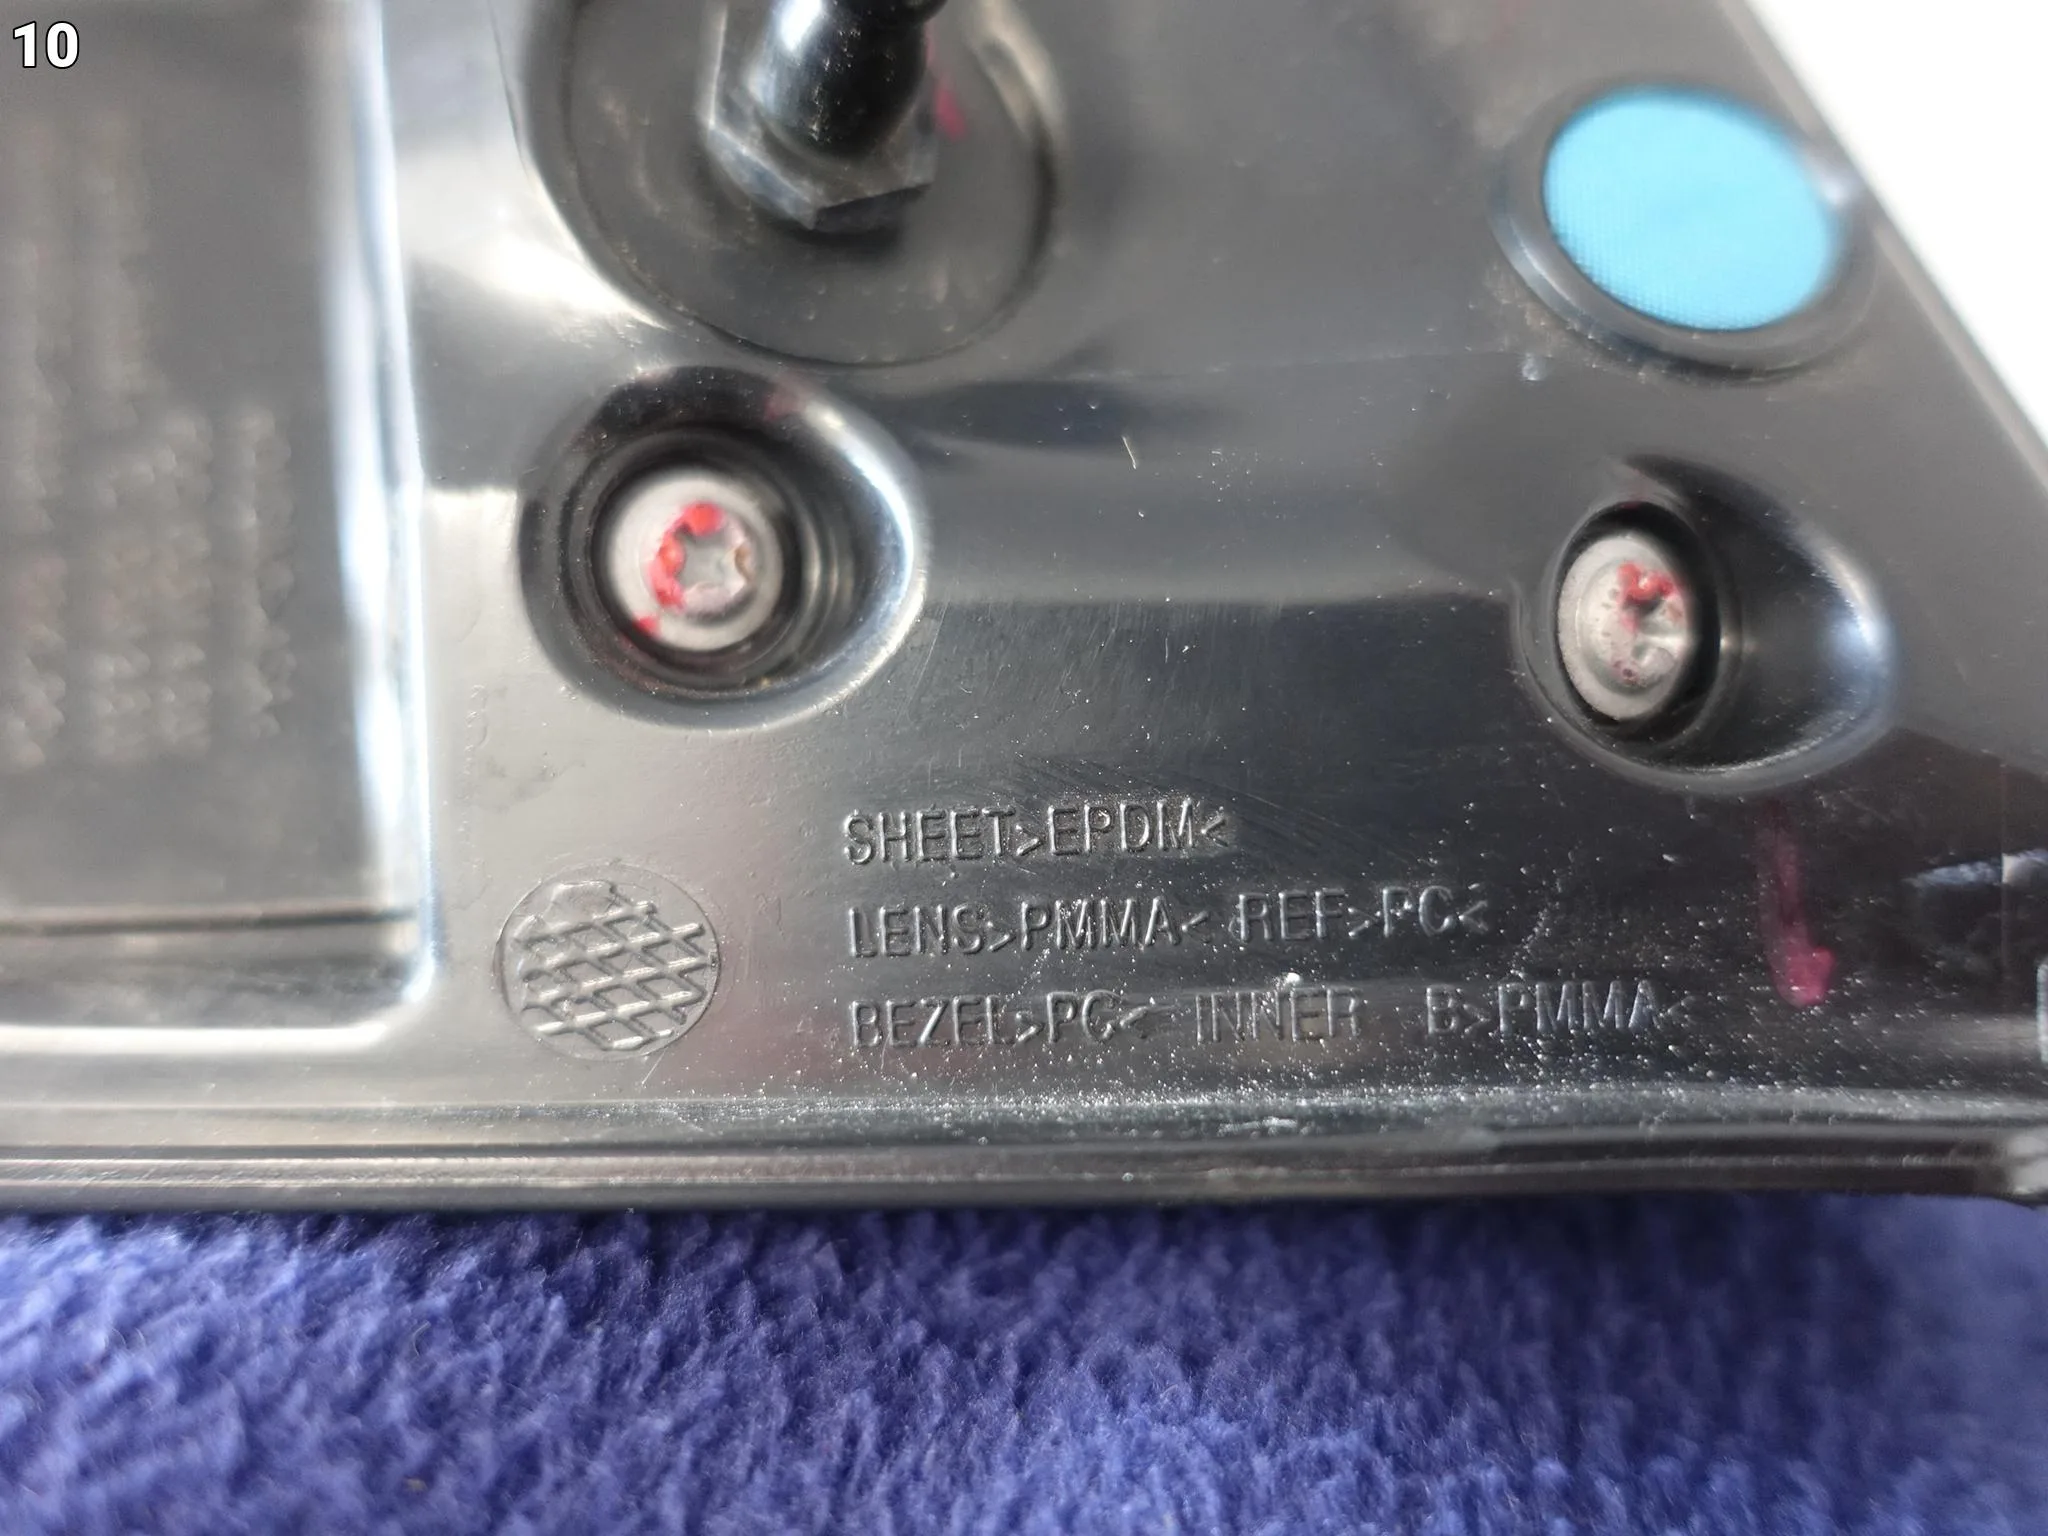 10
SHEET>EPDM<
LENS>PMMA< REF>PC<
BEZEL>PC< INNER B>PMMA<